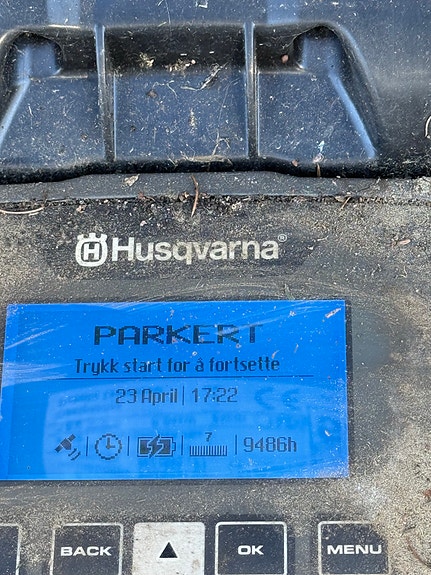 Husqvarna®
PARKERT
Trykk start for å fortsette
23 April | 17:22
7
9486h
BACK OK MENU